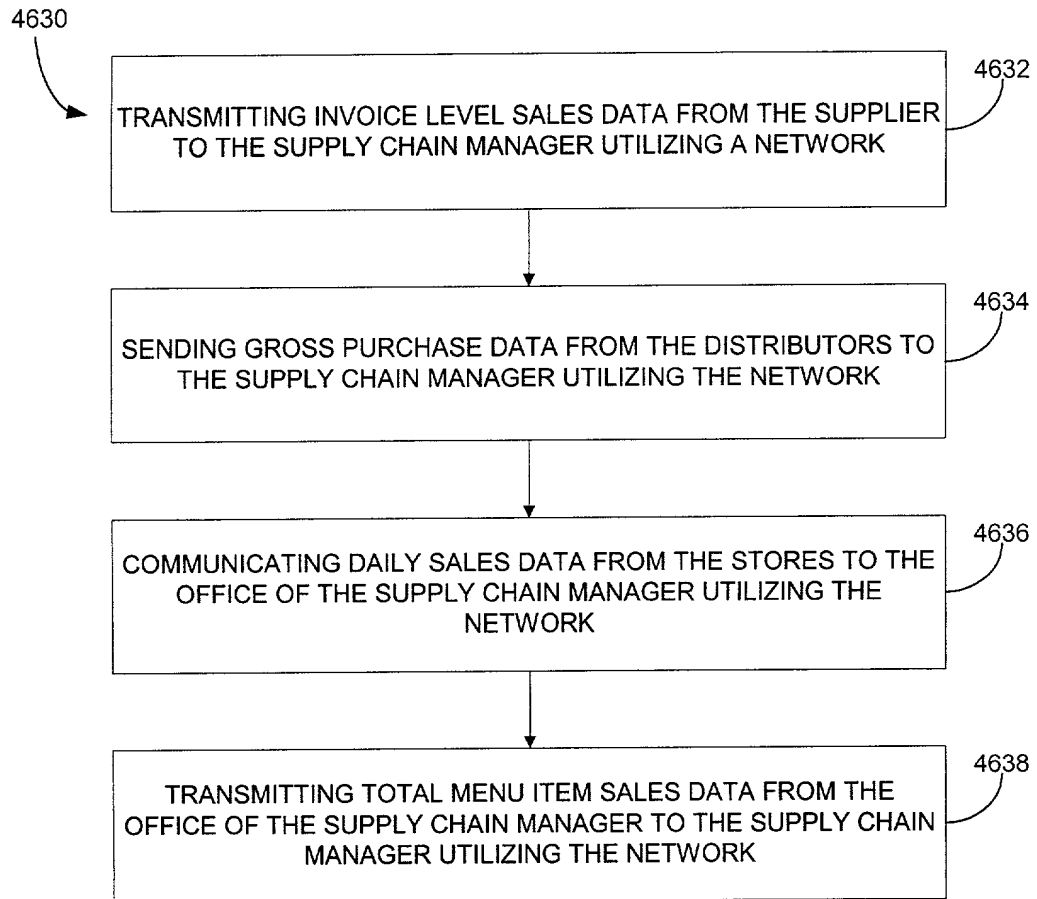 4630
4632
TRANSMITTING INVOICE LEVEL SALES DATA FROM THE SUPPLIER
TO THE SUPPLY CHAIN MANAGER UTILIZING A NETWORK
4634
SENDING GROSS PURCHASE DATA FROM THE DISTRIBUTORS TO
THE SUPPLY CHAIN MANAGER UTILIZING THE NETWORK
4636
COMMUNICATING DAILY SALES DATA FROM THE STORES TO THE
OFFICE OF THE SUPPLY CHAIN MANAGER UTILIZING THE
NETWORK
4638
TRANSMITTING TOTAL MENU ITEM SALES DATA FROM THE
OFFICE OF THE SUPPLY CHAIN MANAGER TO THE SUPPLY CHAIN
MANAGER UTILIZING THE NETWORK